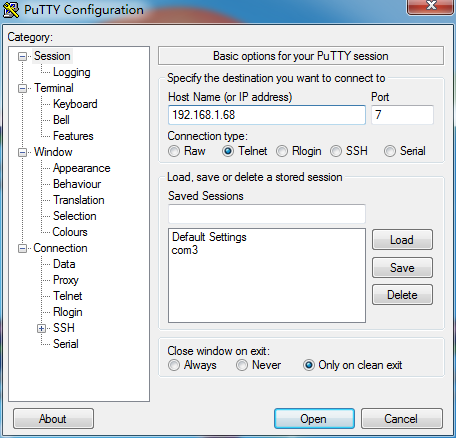 PuTTY Configuration
Category:
Session
Logging
Terminal
Keyboard
Bell
Features
Window
Appearance
Behaviour
Translation
Selection
Colours
Connection
Data
Proxy
Telnet
Rlogin
SSH
Serial
Basic options for your PuTTY session
Specify the destination you want to connect to
Host Name (or IP address) Port
192.168.1.68 7
Connection type:
Raw Telnet Rlogin SSH Serial
Load, save or delete a stored session
Saved Sessions
Default Settings
com3
Load
Save
Delete
Close window on exit:
Always Never Only on clean exit
About Open Cancel